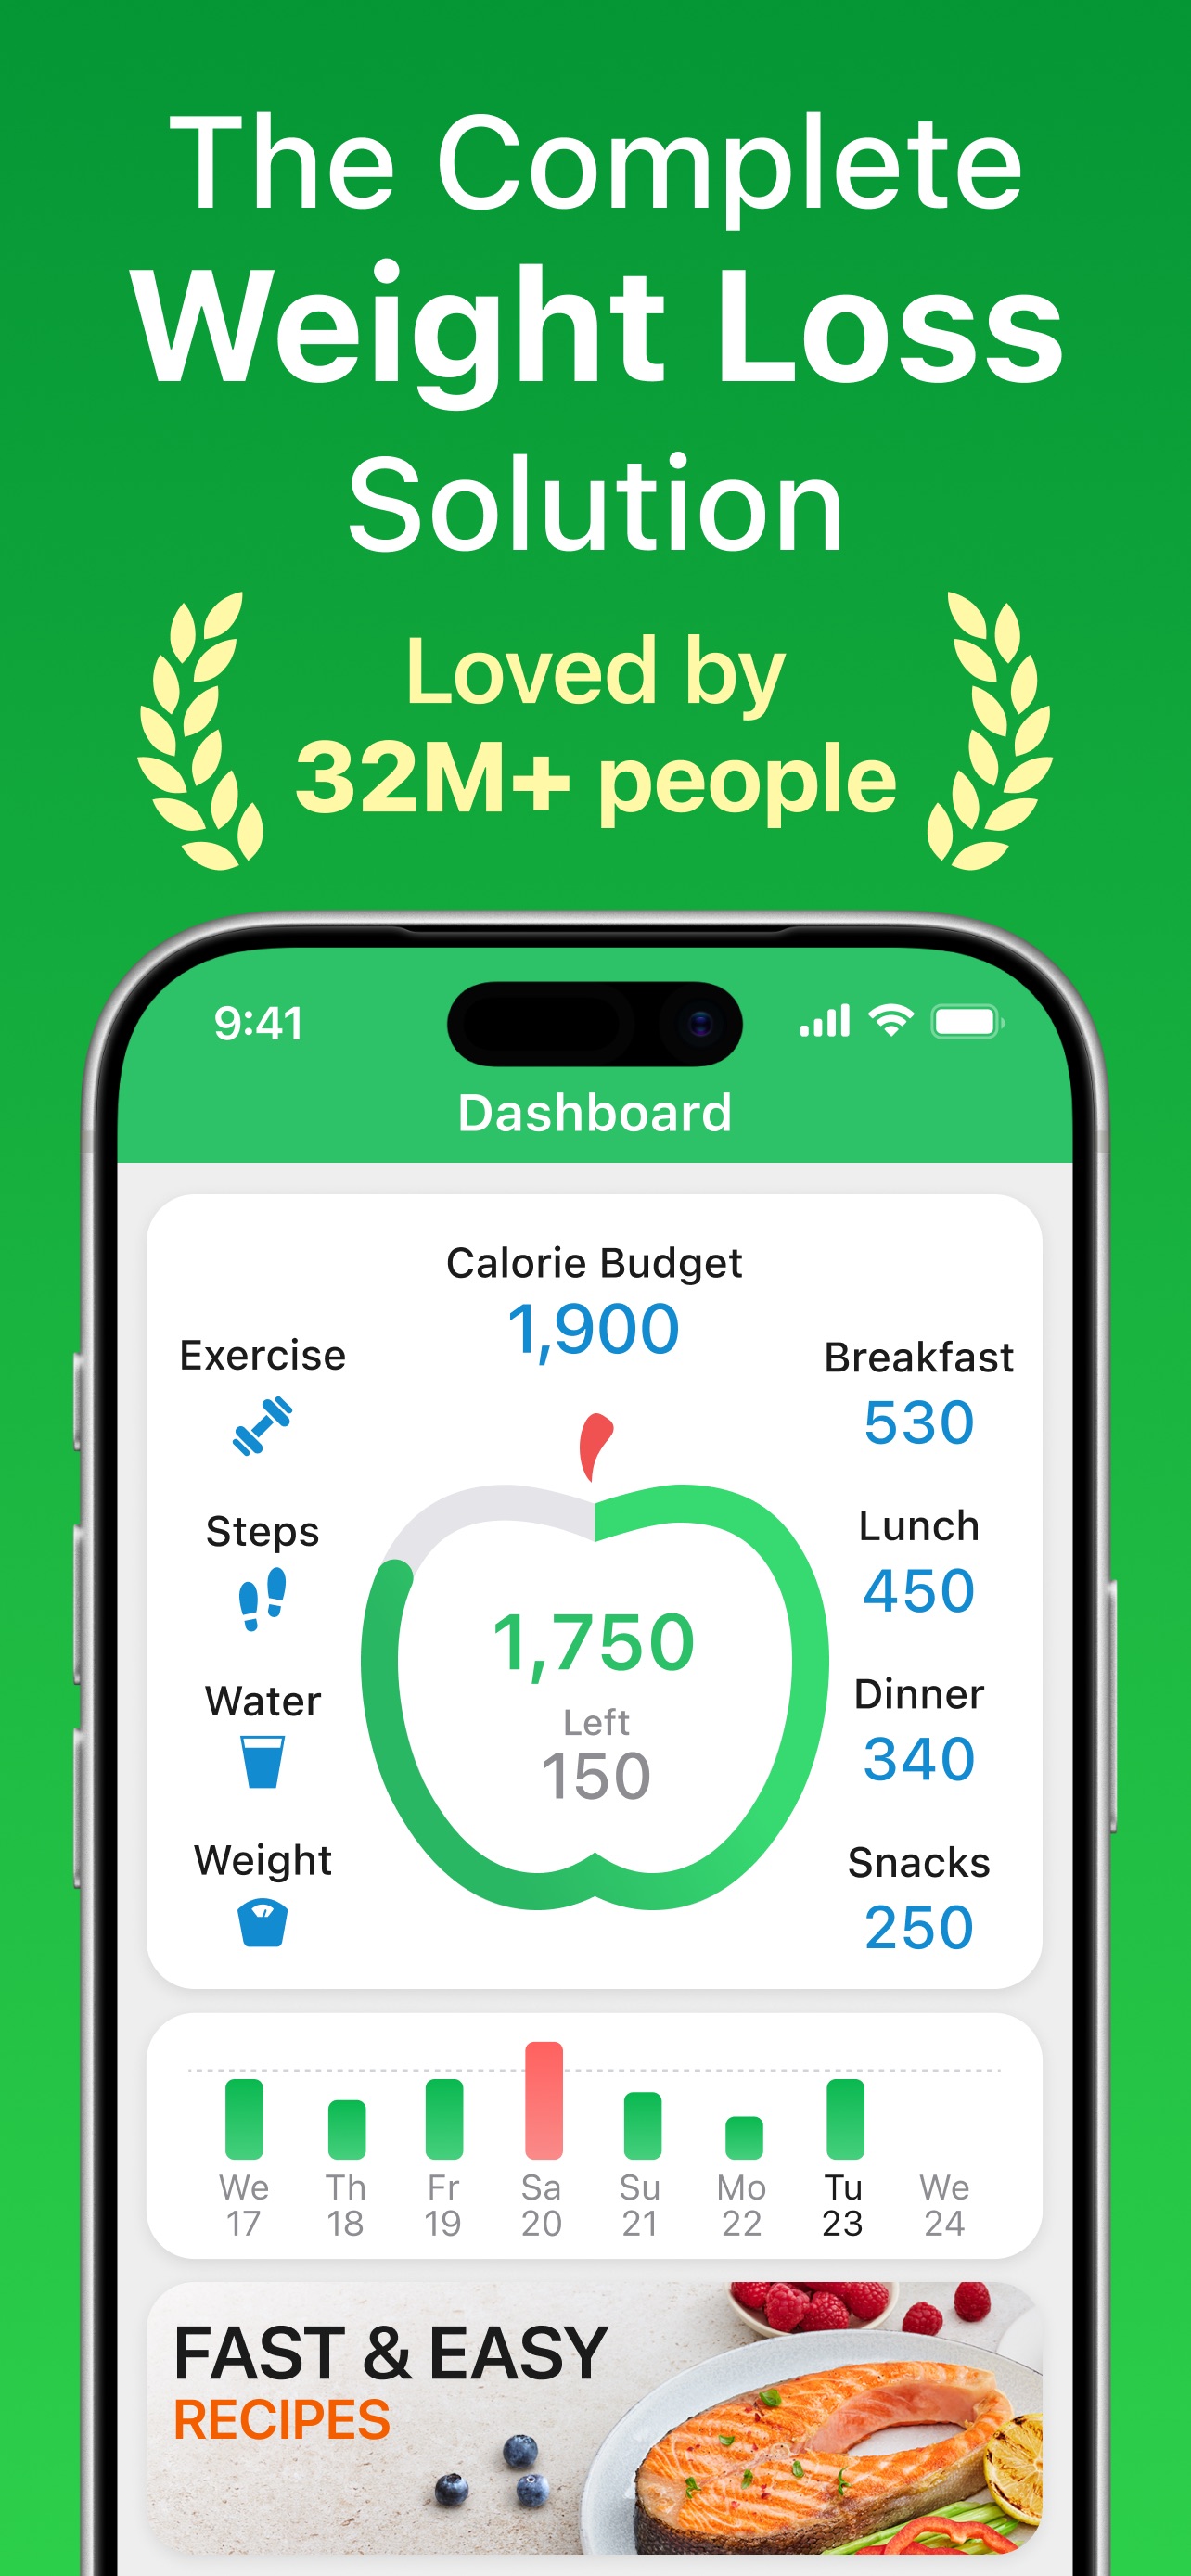 The Complete
Weight Loss
Solution
Loved by
32M+ people
9:41
Dashboard
Calorie Budget
1,900
Exercise
Steps
Water
Weight
1,750
Left
150
Breakfast
530
Lunch
450
Dinner
340
Snacks
250
We Th Fr Sa Su Mo Tu We
17 18 19 20 21 22 23 24
FAST & EASY
RECIPES